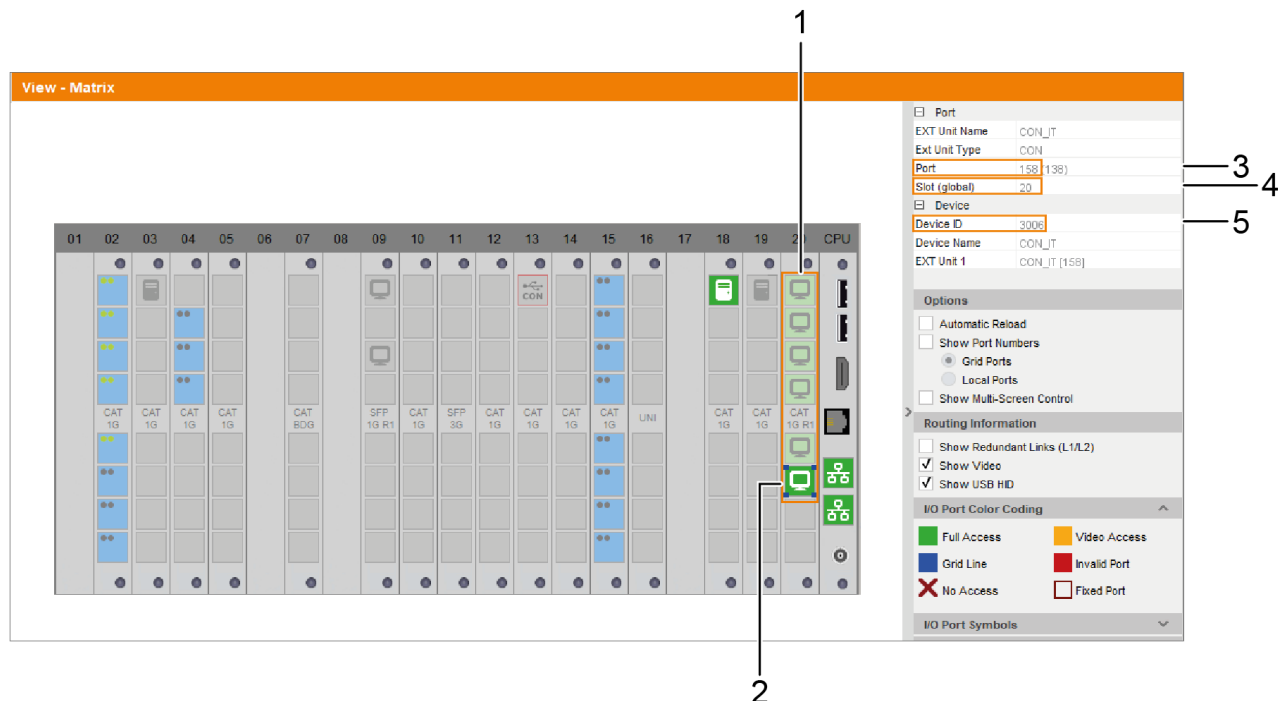 1
View - Matrix
Port
EXT Unit Name CON_IT
Ext Unit Type CON
Port 158 (138)
3
Slot (global) 20
4
Device
Device ID 3006
5
Device Name CON_IT
EXT Unit 1 CON_IT [158]
01 02 03 04 05 06 07 08 09 10 11 12 13 14 15 16 17 18 19 20 CPU
CON
Options
Automatic Reload
Show Port Numbers
Grid Ports
Local Ports
Show Multi-Screen Control
CAT CAT CAT CAT CAT SFP CAT SFP CAT CAT CAT CAT UNI CAT CAT CAT
1G 1G 1G 1G BDG 1G R1 1G 3G 1G 1G 1G 1G 1G 1G 1G R1
Routing Information
Show Redundant Links (L1/L2)
Show Video
Show USB HID
I/O Port Color Coding
Full Access Video Access
Grid Line Invalid Port
No Access Fixed Port
I/O Port Symbols
2